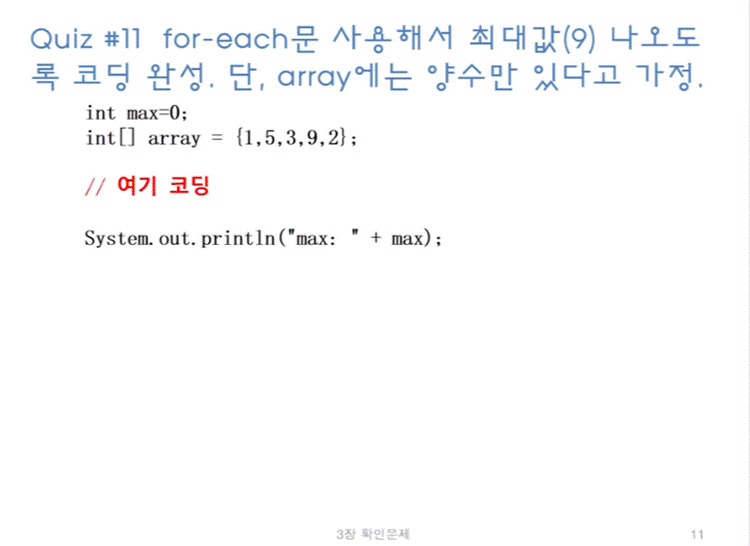 Quiz #11 for-each문 사용해서 최대값(9) 나오도
록 코딩 완성. 단, array에는 양수만 있다고 가정.
int max=0;
int[] array = {1,5,3,9,2};
// 여기 코딩
System.out.println("max: " + max);
3장 확인문제
11